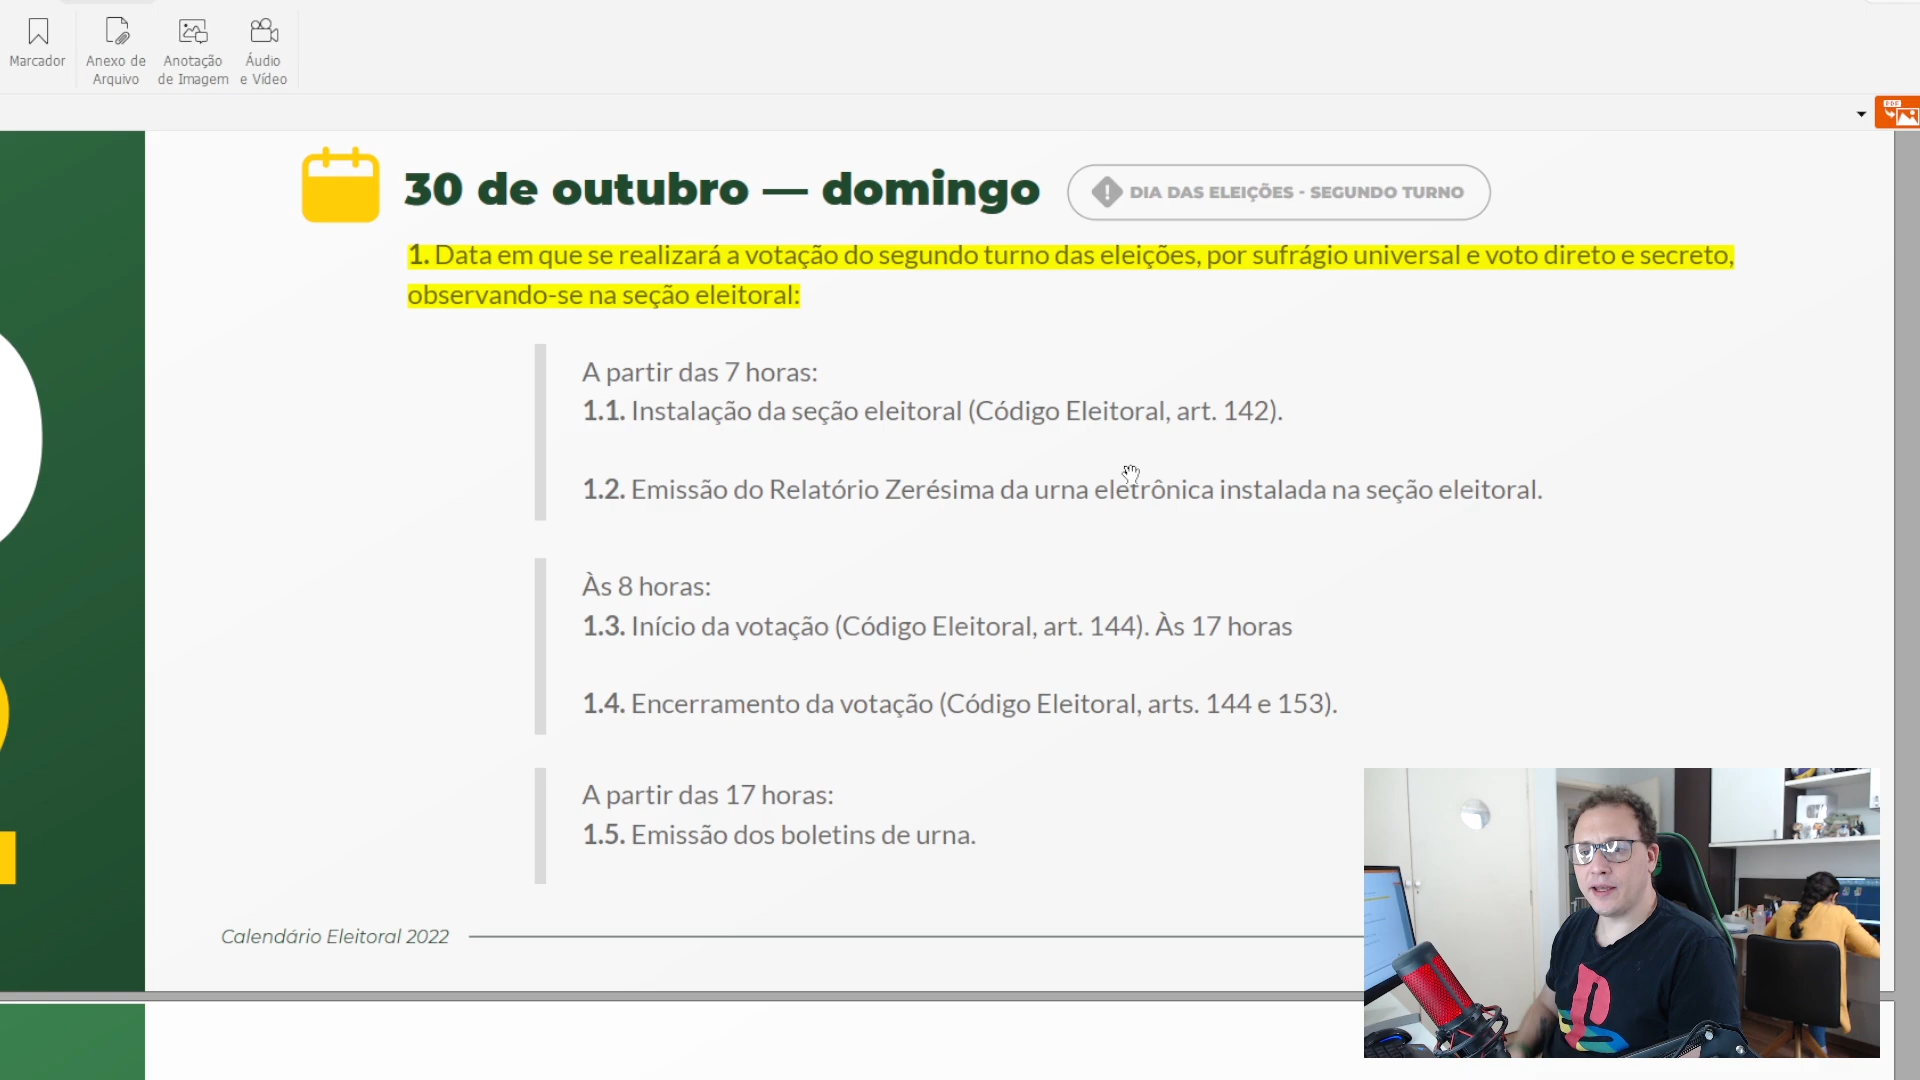 Marcador
Anexo de
Arquivo
Anotação
de Imagem
Áudio
e Vídeo
PDF
30 de outubro — domingo
DIA DAS ELEIÇÕES - SEGUNDO TURNO
1. Data em que se realizará a votação do segundo turno das eleições, por sufrágio universal e voto direto e secreto,
observando-se na seção eleitoral:
A partir das 7 horas:
1.1. Instalação da seção eleitoral (Código Eleitoral, art. 142).
1.2. Emissão do Relatório Zerésima da urna eletrônica instalada na seção eleitoral.
Às 8 horas:
1.3. Início da votação (Código Eleitoral, art. 144). Às 17 horas
1.4. Encerramento da votação (Código Eleitoral, arts. 144 e 153).
A partir das 17 horas:
1.5. Emissão dos boletins de urna.
Calendário Eleitoral 2022